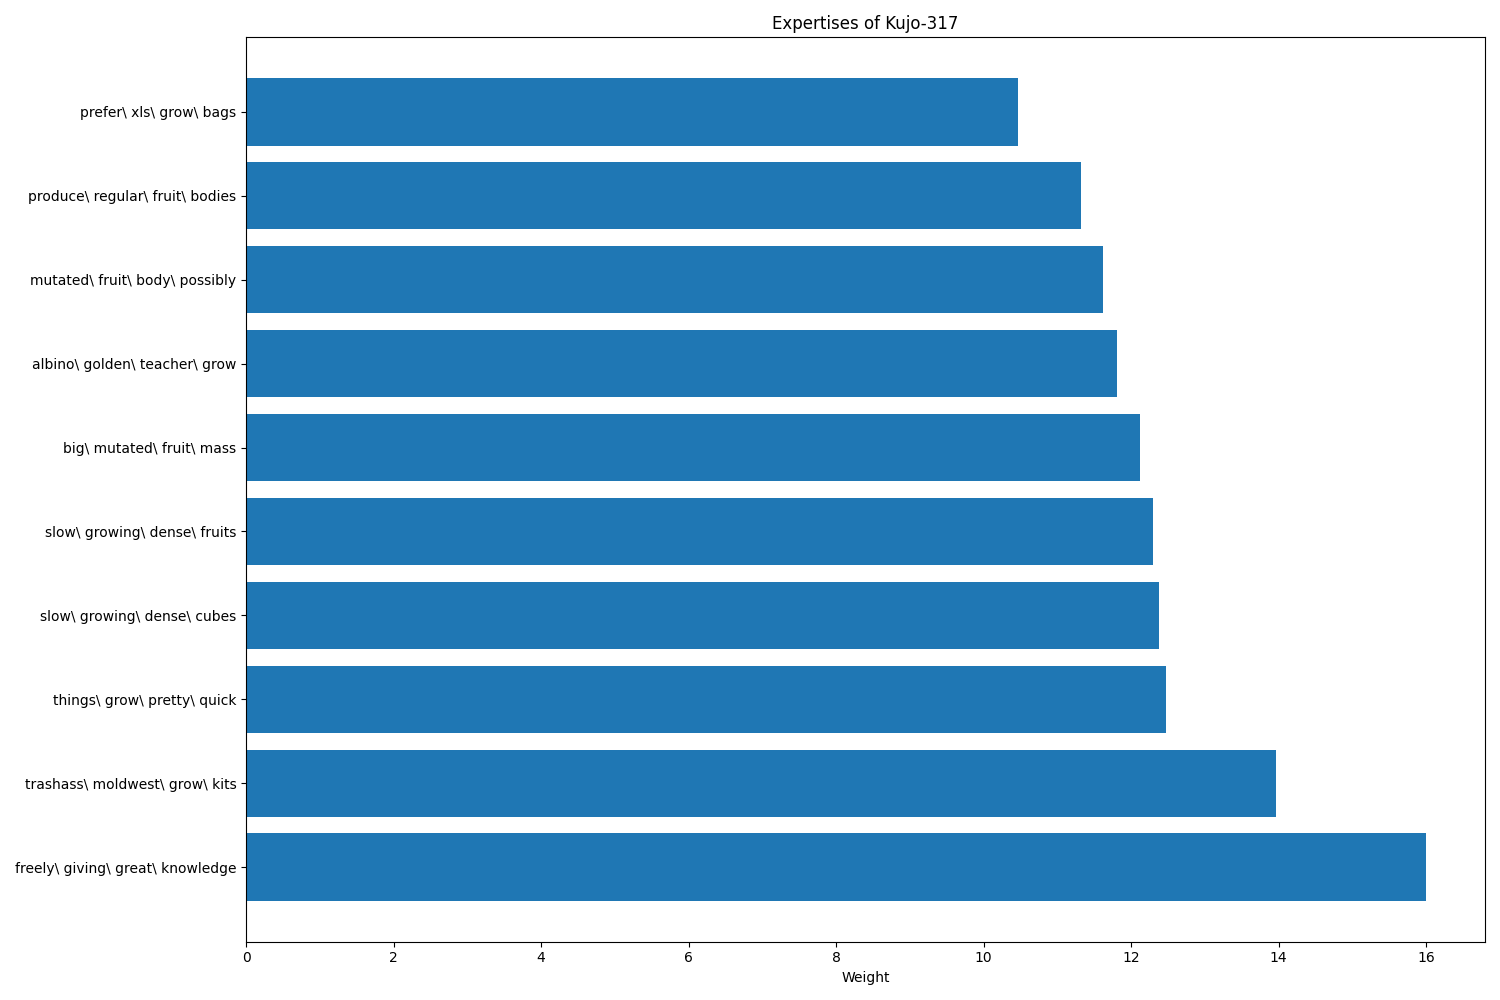 Expertises of Kujo-317
prefer\ xls\ grow\ bags
produce\ regular\ fruit\ bodies
mutated\ fruit\ body\ possibly
albino\ golden\ teacher\ grow
big\ mutated\ fruit\ mass
slow\ growing\ dense\ fruits
slow\ growing\ dense\ cubes
things\ grow\ pretty\ quick
trashass\ moldwest\ grow\ kits
freely\ giving\ great\ knowledge
0 2 4 6 8 10 12 14 16
Weight